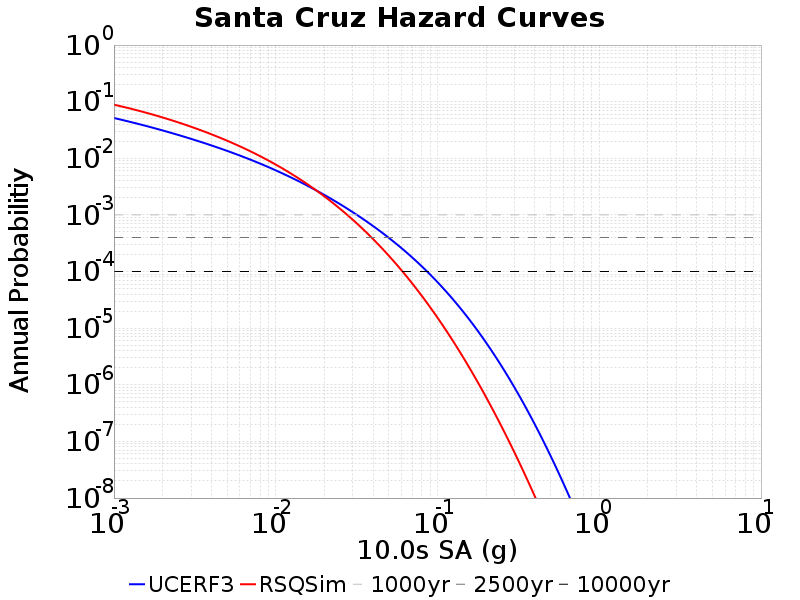 Santa Cruz Hazard Curves
10^0
10^-1
10^-2
10^-3
10^-4
10^-5
10^-6
10^-7
10^-8
Annual Probabilitiy
10^-3 10^-2 10^-1 10^0 10^1
10.0s SA (g)
UCERF3 RSQSim 1000yr 2500yr 10000yr